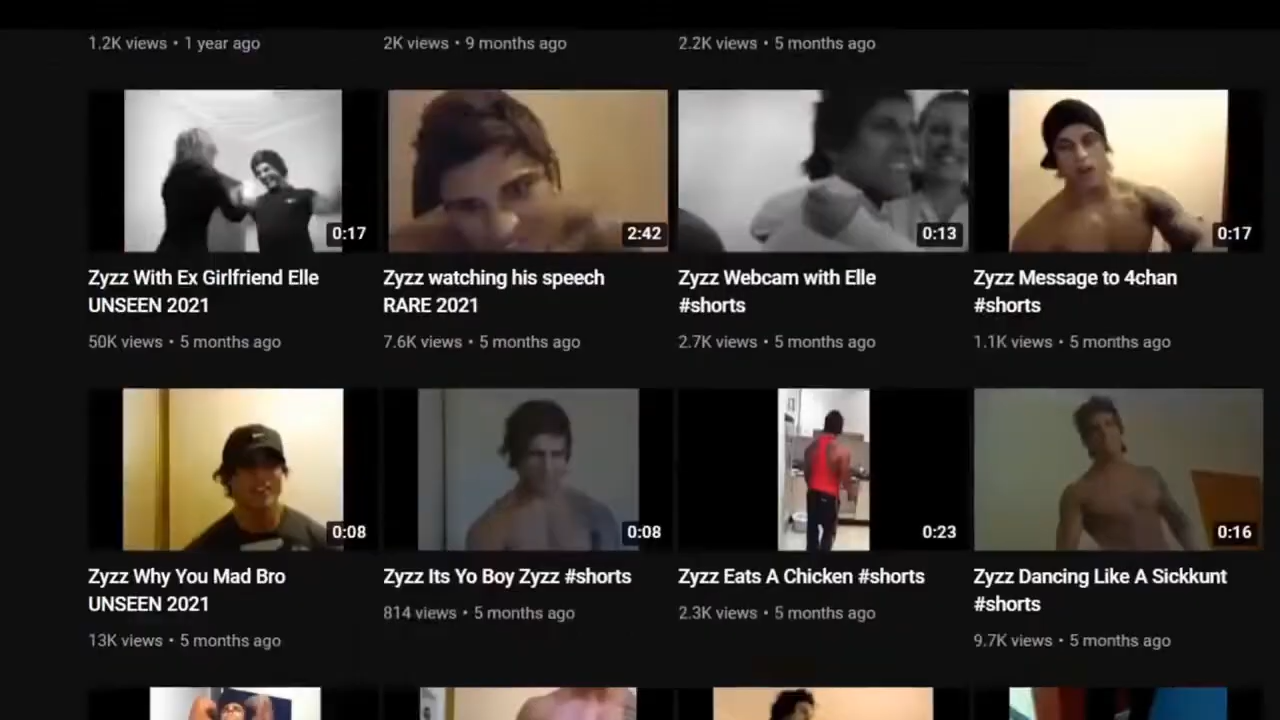 1.2K views • 1 year ago
2K views • 9 months ago
2.2K views • 5 months ago
0:17
2:42
0:13
0:17
Zyzz With Ex Girlfriend Elle
UNSEEN 2021
50K views • 5 months ago
Zyzz watching his speech
RARE 2021
7.6K views • 5 months ago
Zyzz Webcam with Elle
#shorts
2.7K views • 5 months ago
Zyzz Message to 4chan
#shorts
1.1K views • 5 months ago
0:08
0:08
0:23
0:16
Zyzz Why You Mad Bro
UNSEEN 2021
13K views • 5 months ago
Zyzz Its Yo Boy Zyzz #shorts
814 views • 5 months ago
Zyzz Eats A Chicken #shorts
2.3K views • 5 months ago
Zyzz Dancing Like A Sickkunt
#shorts
9.7K views • 5 months ago